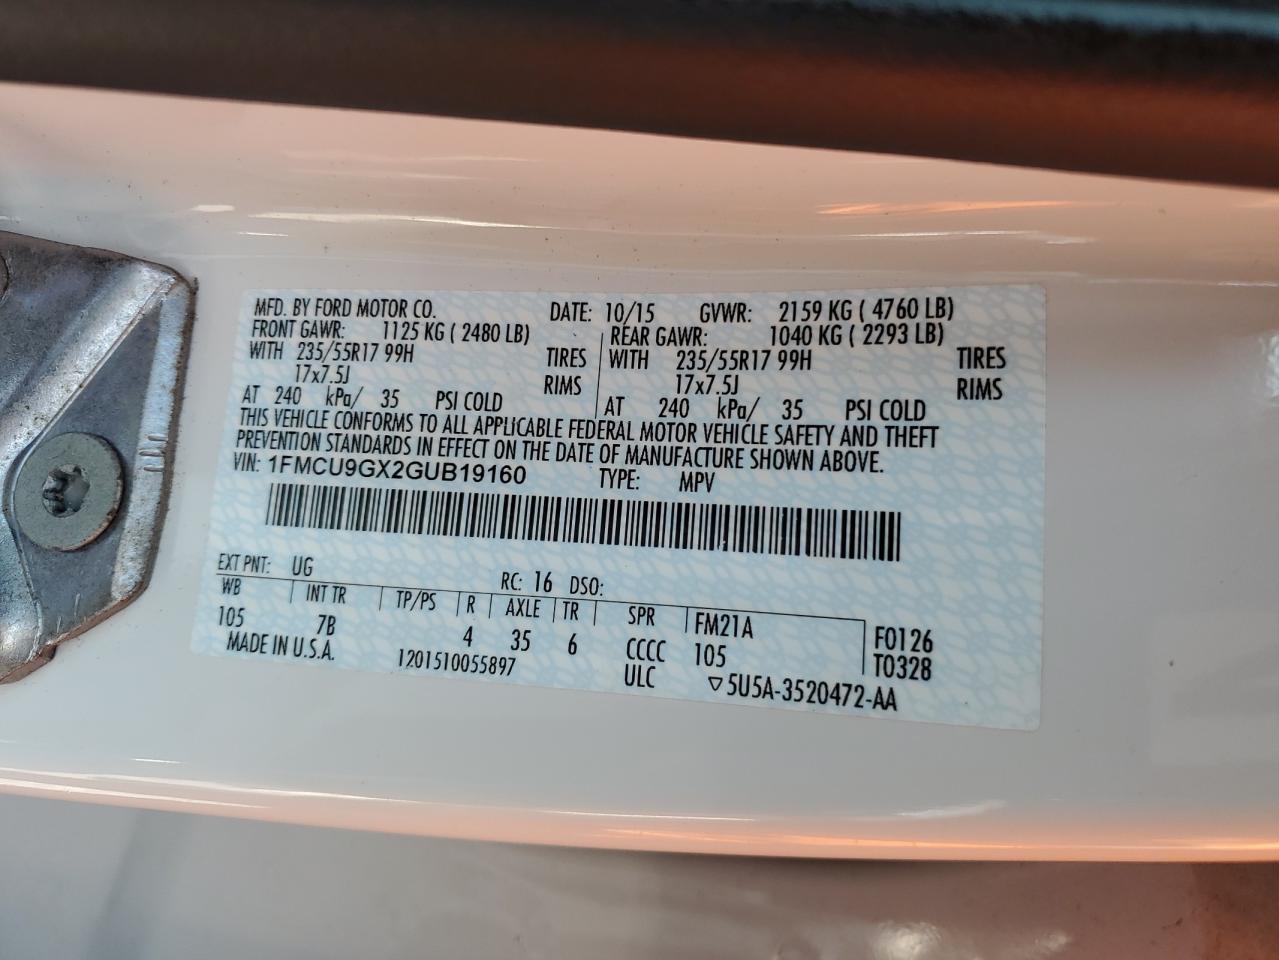 MFD. BY FORD MOTOR CO. DATE: 10/15 GVWR: 2159 KG ( 4760 LB)
FRONT GAWR: 1125 KG ( 2480 LB) REAR GAWR: 1040 KG ( 2293 LB)
WITH 235/55R17 99H TIRES WITH 235/55R17 99H TIRES
17x7.5J RIMS 17x7.5J RIMS
AT 240 kPa/ 35 PSI COLD AT 240 kPa/ 35 PSI COLD
THIS VEHICLE CONFORMS TO ALL APPLICABLE FEDERAL MOTOR VEHICLE SAFETY AND THEFT
PREVENTION STANDARDS IN EFFECT ON THE DATE OF MANUFACTURE SHOWN ABOVE.
VIN: 1FMCU9GX2GUB19160 TYPE: MPV
EXT PNT: UG RC: 16 DSO:
WB INT TR TP/PS R AXLE TR SPR FM21A
105 7B 4 35 6 CCCC 105 F0126
MADE IN U.S.A. 1201510055897 ULC ▽5U5A-3520472-AA T0328